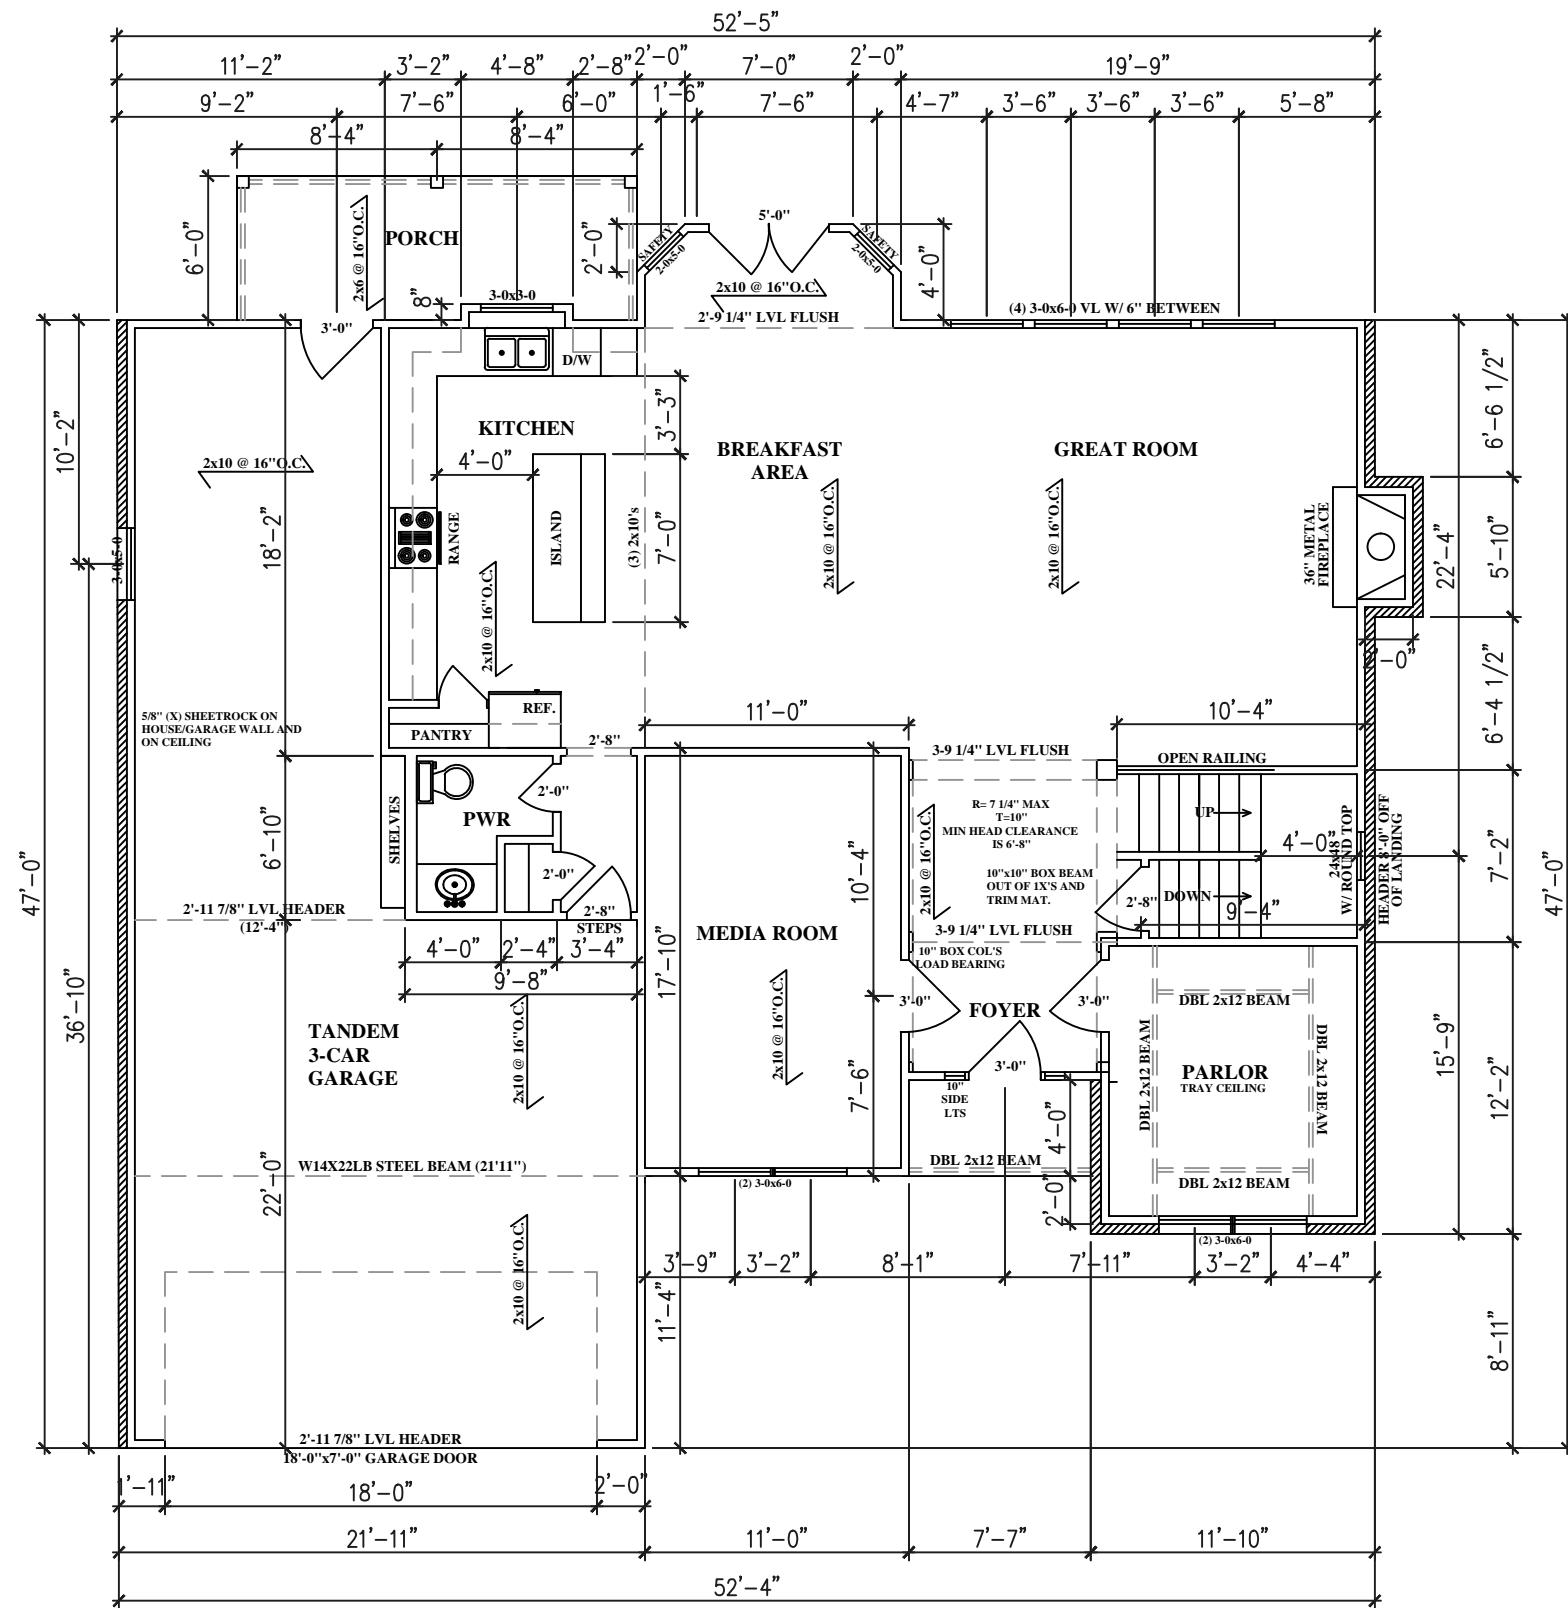 52'-5"
11'-2" 3'-2" 4'-8" 2'-8" 2'-0" 7'-0" 2'-0" 19'-9"
9'-2" 7'-6" 6'-0" 1'-6" 7'-6" 4'-7" 3'-6" 3'-6" 3'-6" 5'-8"
8'-4" 8'-4"
6'-0"
2x6 @ 16"O.C.
PORCH
2'-0"
SAFETY
2-0x5-0
5'-0"
SAFETY
2-0x5-0
4'-0"
8"
3-0x3-0
2x10 @ 16"O.C.
2'-9 1/4" LVL FLUSH
(4) 3-0x6-0 VL W/ 6" BETWEEN
3'-0"
D/W
10'-2"
2x10 @ 16"O.C.
18'-2"
KITCHEN
4'-0"
3'-3"
BREAKFAST
AREA
GREAT ROOM
6'-6 1/2"
3-0x5-0
RANGE
ISLAND
(3) 2x10's
7'-0"
2x10 @ 16"O.C.
2x10 @ 16"O.C.
2x10 @ 16"O.C.
36" METAL
FIREPLACE
22'-4"
5'-10"
2'-0"
6'-4 1/2"
5/8" (X) SHEETROCK ON
HOUSE/GARAGE WALL AND
ON CEILING
REF.
PANTRY
2'-8"
11'-0"
10'-4"
3-9 1/4" LVL FLUSH
OPEN RAILING
SHELVES
PWR
2'-0"
2'-0"
6'-10"
10'-4"
2x10 @ 16"O.C.
R= 7 1/4" MAX
T=10"
MIN HEAD CLEARANCE
IS 6'-8"
10"x10" BOX BEAM
OUT OF 1X'S AND
TRIM MAT.
UP
DOWN
4'-0"
9'-4"
2'-8"
24x48
W/ ROUND TOP
HEADER 8'-0" OFF
OF LANDING
7'-2"
47'-0"
47'-0"
2'-11 7/8" LVL HEADER
(12'-4")
2'-8"
STEPS
4'-0" 2'-4" 3'-4"
9'-8"
17'-10"
MEDIA ROOM
3-9 1/4" LVL FLUSH
10" BOX COL'S
LOAD BEARING
36'-10"
TANDEM
3-CAR
GARAGE
2x10 @ 16"O.C.
2x10 @ 16"O.C.
3'-0"
FOYER
3'-0"
3'-0"
7'-6"
10"
SIDE
LTS
DBL 2x12 BEAM
DBL 2x12 BEAM
DBL 2x12 BEAM
PARLOR
TRAY CEILING
15'-9"
12'-2"
4'-0"
DBL 2x12 BEAM
DBL 2x12 BEAM
2'-0"
W14X22LB STEEL BEAM (21'11")
22'-0"
(2) 3-0x6-0
(2) 3-0x6-0
2x10 @ 16"O.C.
3'-9" 3'-2" 8'-1" 7'-11" 3'-2" 4'-4"
11'-4"
8'-11"
2'-11 7/8" LVL HEADER
18'-0"x7'-0" GARAGE DOOR
1'-11" 18'-0" 2'-0"
21'-11" 11'-0" 7'-7" 11'-10"
52'-4"